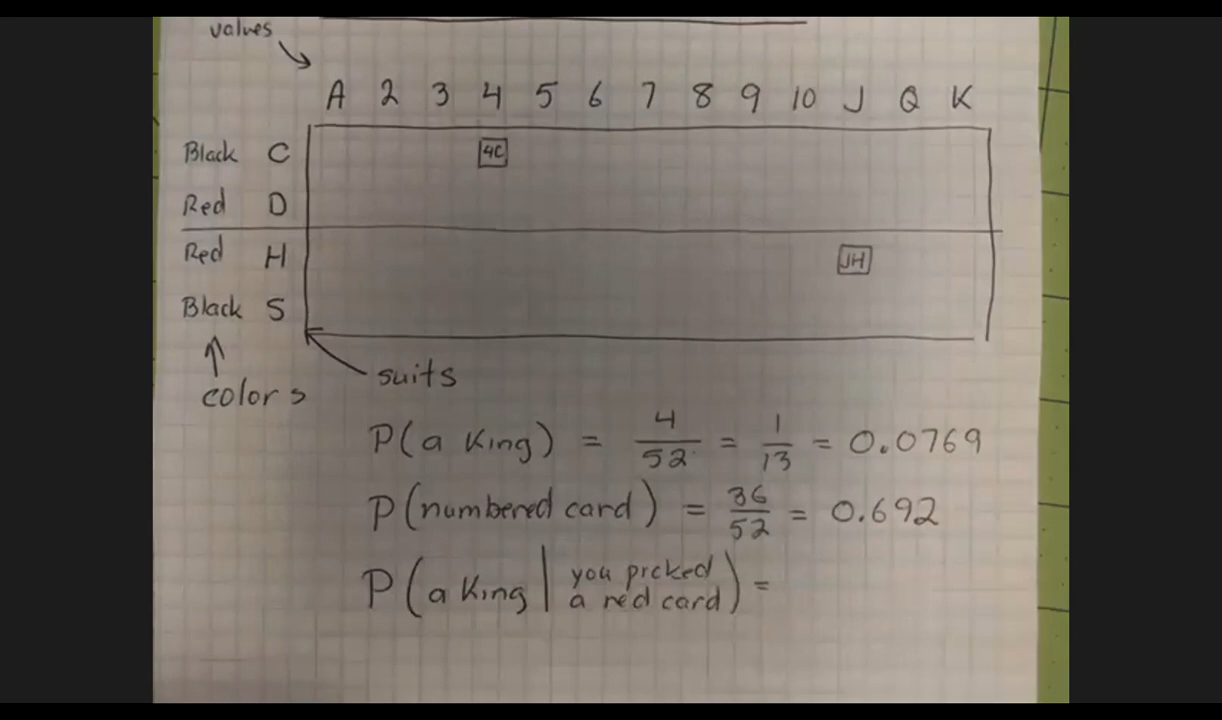 values
A 2 3 4 5 6 7 8 9 10 J Q K
Black C 4C
Red D
Red H JH
Black S
suits
colors
P(a King) = 4/52 = 1/13 = 0.0769
P(numbered card) = 36/52 = 0.692
P(a King | you picked a red card) =